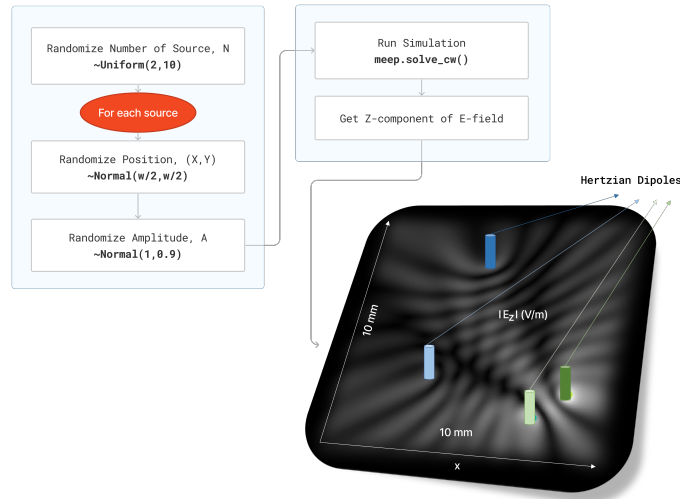 Randomize Number of Source, N
~Uniform(2,10)
For each source
Randomize Position, (X,Y)
~Normal(w/2,w/2)
Randomize Amplitude, A
~Normal(1,0.9)
Run Simulation
meep.solve_cw()
Get Z-component of E-field
Hertzian Dipoles
|E_Z| (V/m)
10 mm
10 mm
x